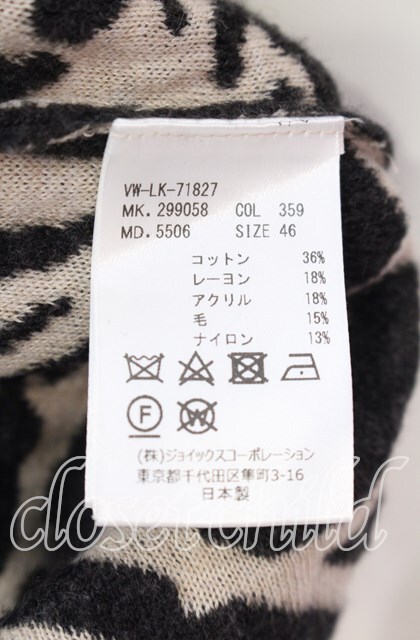 VW-LK-71827
MK. 299058 COL 359
MD. 5506 SIZE 46
コットン 36%
レーヨン 18%
アクリル 18%
毛 15%
ナイロン 13%
F W
(株)ジョイックスコーポレーション
東京都千代田区隼町3-16
日本製
closet child